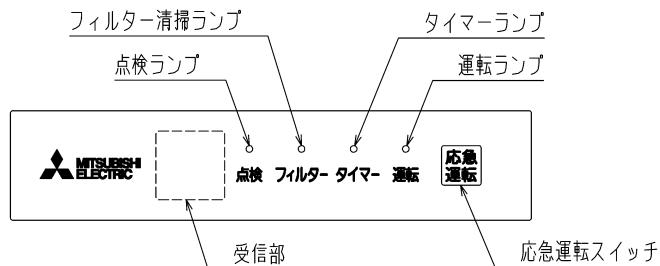 フィルター清掃ランプ
タイマーランプ
点検ランプ
運転ランプ
MITSUBISHI
ELECTRIC
点検 フィルター タイマー 運転
応急
運転
受信部
応急運転スイッチ